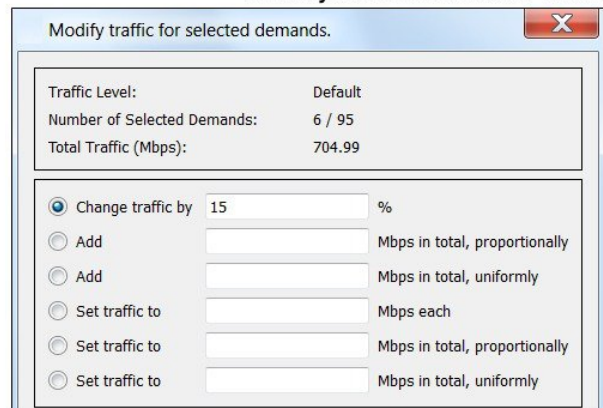 Modify traffic for selected demands.
Traffic Level: Default
Number of Selected Demands: 6 / 95
Total Traffic (Mbps): 704.99
Change traffic by 15 %
Add Mbps in total, proportionally
Add Mbps in total, uniformly
Set traffic to Mbps each
Set traffic to Mbps in total, proportionally
Set traffic to Mbps in total, uniformly